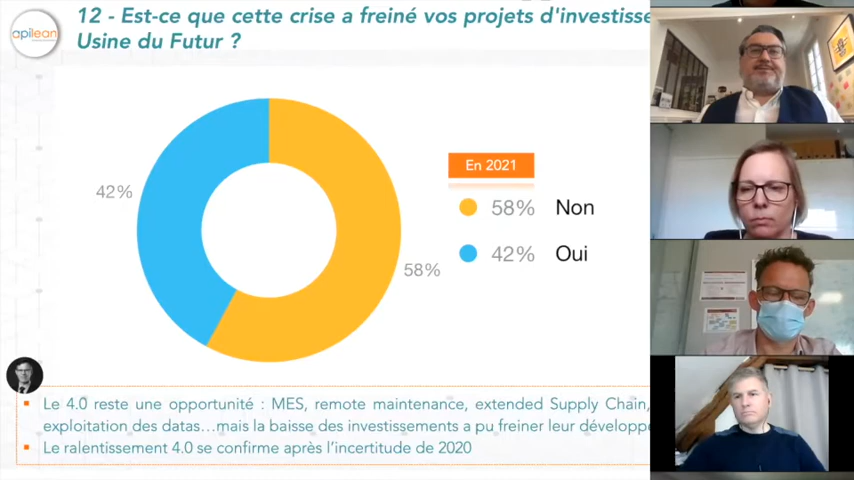 apilean
12 - Est-ce que cette crise a freiné vos projets d'investisse
Usine du Futur ?
42%
58%
En 2021
58% Non
42% Oui
Le 4.0 reste une opportunité : MES, remote maintenance, extended Supply Chain,
exploitation des datas...mais la baisse des investissements a pu freiner leur développe
Le ralentissement 4.0 se confirme après l'incertitude de 2020